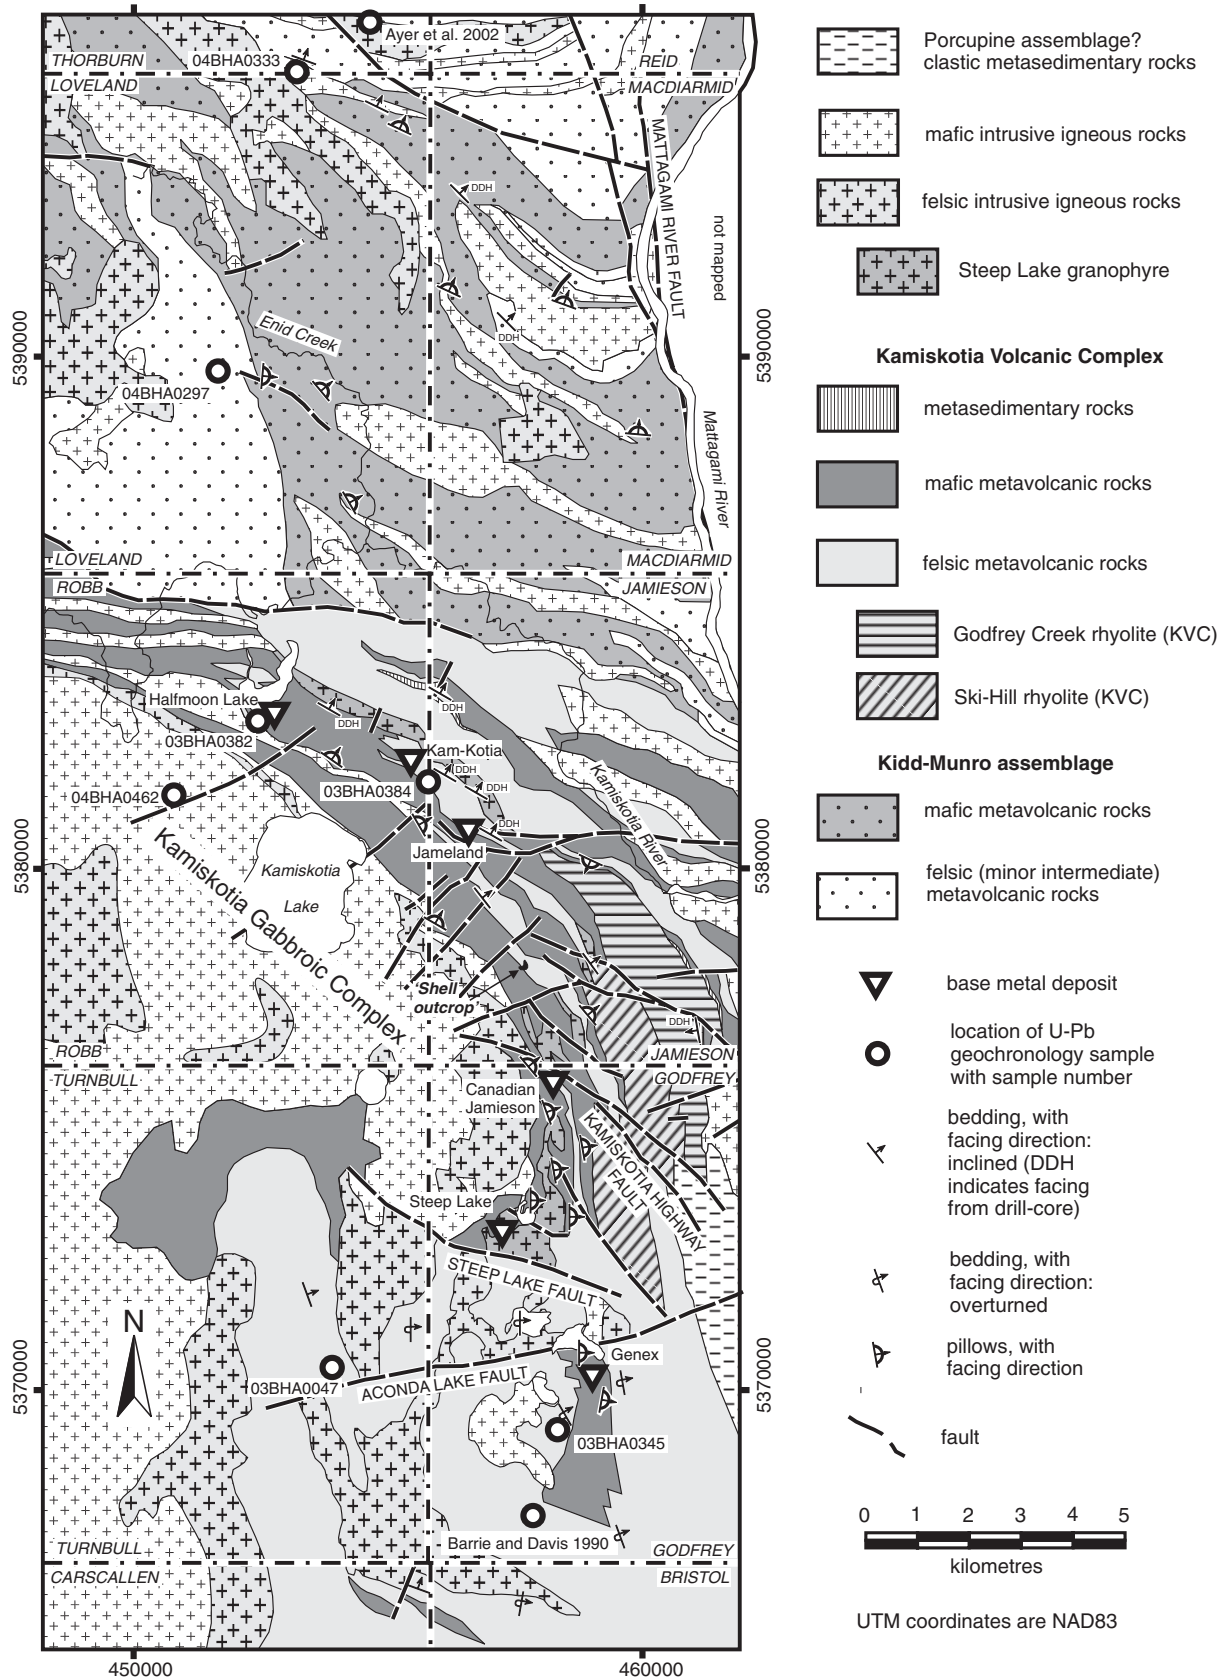 Ayer et al. 2002
THORBURN
04BHA0333
REID
LOVELAND
MACDIARMID
MATTAGAMI RIVER FAULT
DDH
not mapped
Enid Creek
DDH
5390000
5390000
04BHA0297
Mattagami River
LOVELAND
MACDIARMID
ROBB
JAMIESON
Halfmoon Lake
DDH
DDH
03BHA0382
Kam-Kotia
DDH
04BHA0462
03BHA0384
DDH
Kamiskotia River
DDH
Jameland
5380000
5380000
Kamiskotia
Lake
Kamiskotia Gabbroic Complex
'Shell
outcrop'
DDH
ROBB
JAMIESON
TURNBULL
GODFREY
Canadian
Jamieson
KAMISKOTIA HIGHWAY
FAULT
Steep Lake
STEEP LAKE FAULT
N
Genex
5370000
5370000
03BHA0047
ACONDA LAKE FAULT
03BHA0345
Barrie and Davis 1990
TURNBULL
GODFREY
CARSCALLEN
BRISTOL
450000
460000
Porcupine assemblage?
clastic metasedimentary rocks
mafic intrusive igneous rocks
felsic intrusive igneous rocks
Steep Lake granophyre
Kamiskotia Volcanic Complex
metasedimentary rocks
mafic metavolcanic rocks
felsic metavolcanic rocks
Godfrey Creek rhyolite (KVC)
Ski-Hill rhyolite (KVC)
Kidd-Munro assemblage
mafic metavolcanic rocks
felsic (minor intermediate)
metavolcanic rocks
base metal deposit
location of U-Pb
geochronology sample
with sample number
bedding, with
facing direction:
inclined (DDH
indicates facing
from drill-core)
bedding, with
facing direction:
overturned
pillows, with
facing direction
fault
0 1 2 3 4 5
kilometres
UTM coordinates are NAD83